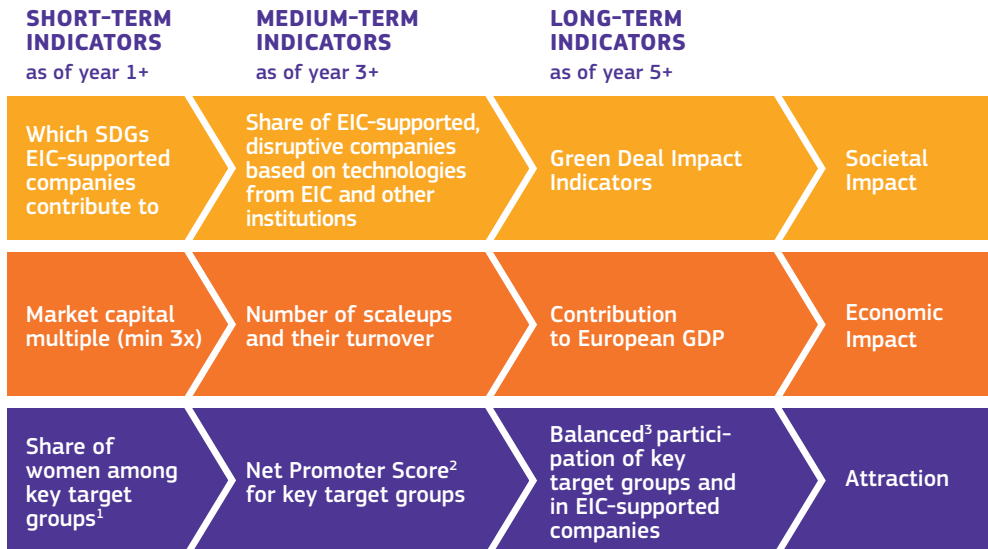 SHORT-TERM
INDICATORS
as of year 1+
MEDIUM-TERM
INDICATORS
as of year 3+
LONG-TERM
INDICATORS
as of year 5+
Which SDGs
EIC-supported
companies
contribute to
Share of EIC-supported,
disruptive companies
based on technologies
from EIC and other
institutions
Green Deal Impact
Indicators
Societal
Impact
Market capital
multiple (min 3x)
Number of scaleups
and their turnover
Contribution
to European GDP
Economic
Impact
Share of
women among
key target
groups¹
Net Promoter Score²
for key target groups
Balanced³ partici-
pation of key
target groups and
in EIC-supported
companies
Attraction